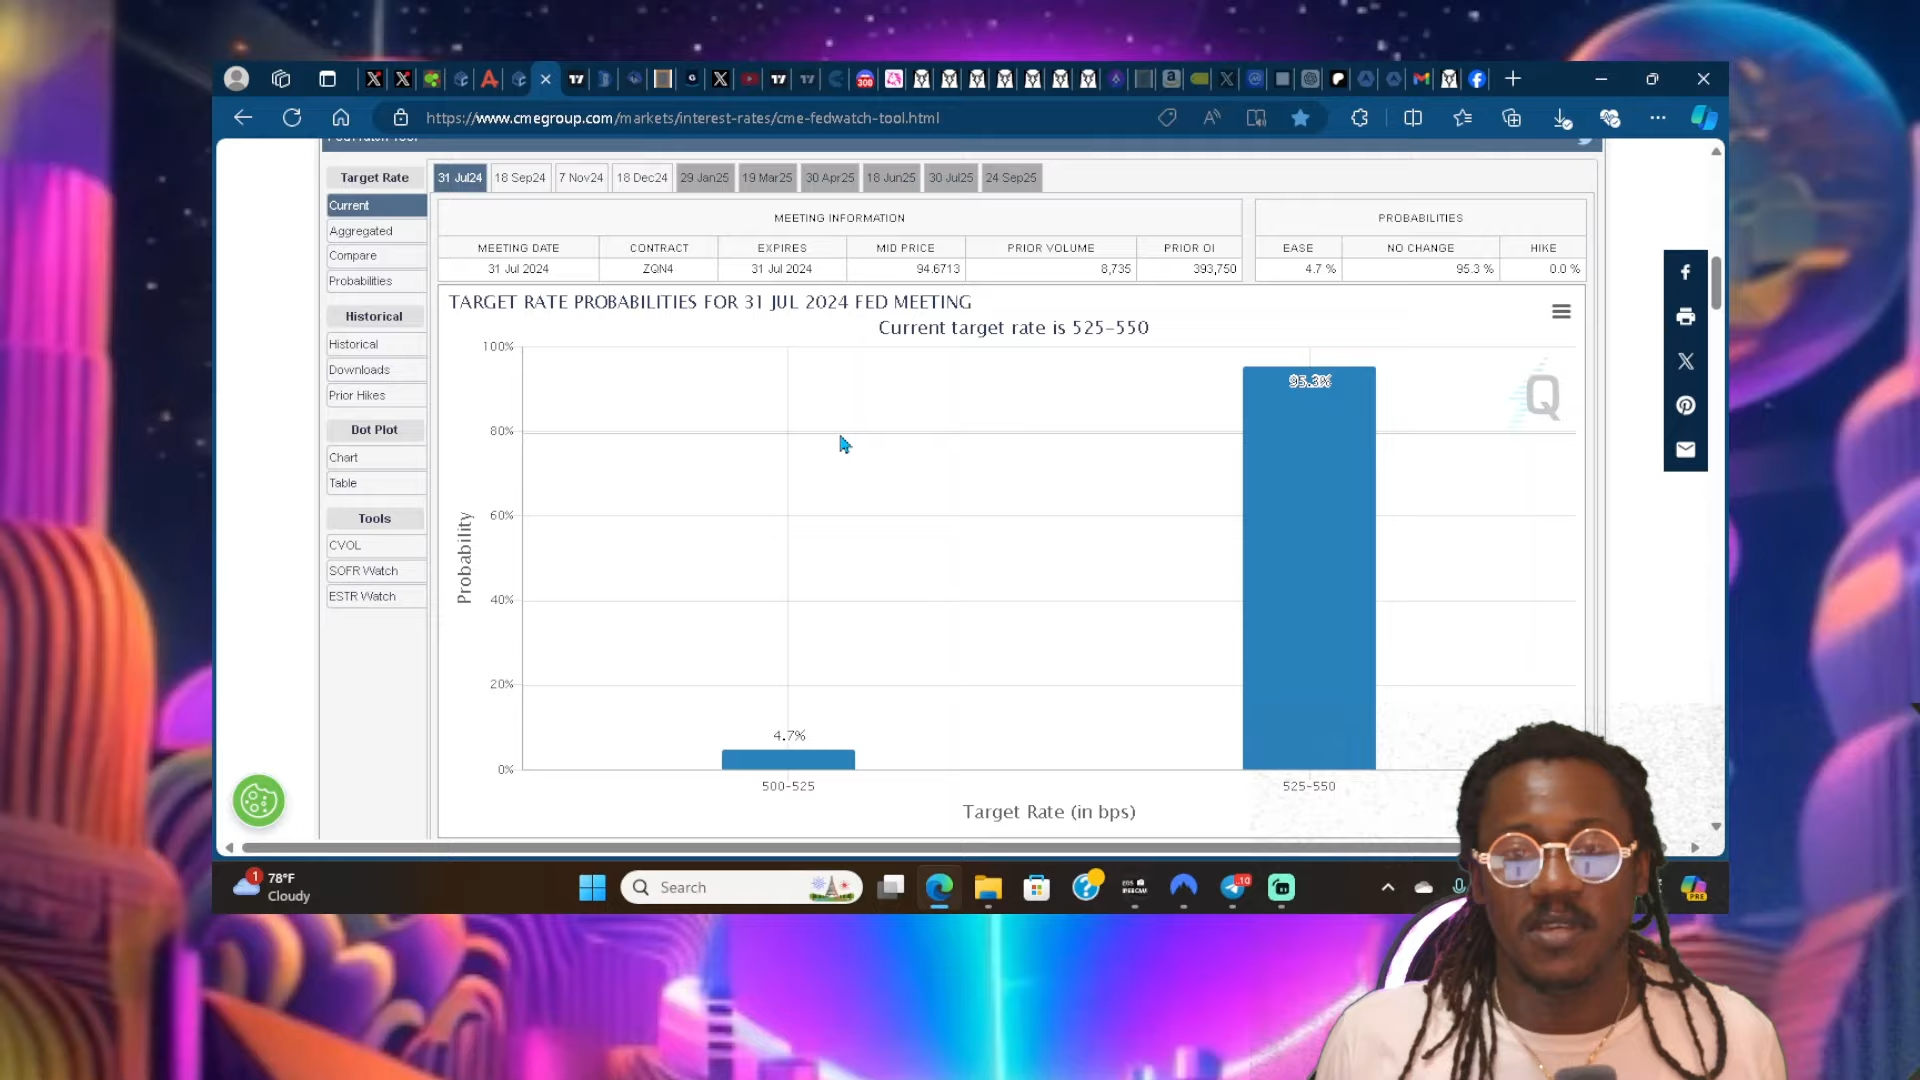 https://www.cmegroup.com/markets/interest-rates/cme-fedwatch-tool.html
Target Rate
Current
Aggregated
Compare
Probabilities
Historical
Historical
Downloads
Prior Hikes
Dot Plot
Chart
Table
Tools
CVOL
SOFR Watch
ESTR Watch
31 Jul24 18 Sep24 7 Nov24 18 Dec24 29 Jan25 19 Mar25 30 Apr25 18 Jun25 30 Jul25 24 Sep25
MEETING INFORMATION
MEETING DATE CONTRACT EXPIRES MID PRICE PRIOR VOLUME PRIOR OI
31 Jul 2024 ZQN4 31 Jul 2024 94.6713 8,735 393,750
PROBABILITIES
EASE NO CHANGE HIKE
4.7 % 95.3 % 0.0 %
TARGET RATE PROBABILITIES FOR 31 JUL 2024 FED MEETING
Current target rate is 525-550
100%
80%
60%
40%
20%
0%
Probability
4.7%
95.3%
500-525
525-550
Target Rate (in bps)
Q
1
78°F
Cloudy
Search
.10
PRE